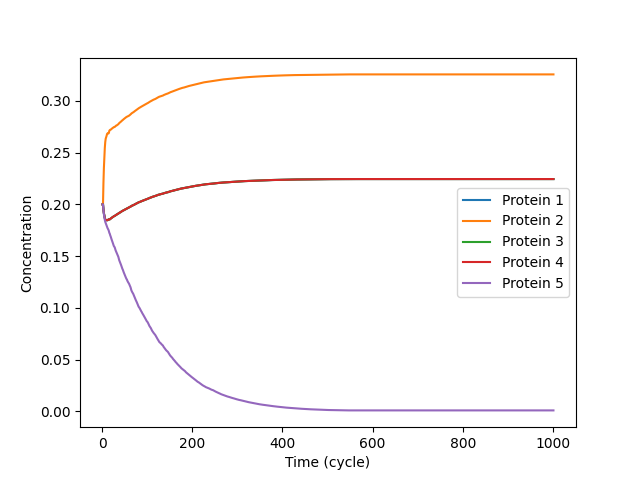 0.30
0.25
0.20
0.15
0.10
0.05
0.00
Concentration
Protein 1
Protein 2
Protein 3
Protein 4
Protein 5
0 200 400 600 800 1000
Time (cycle)